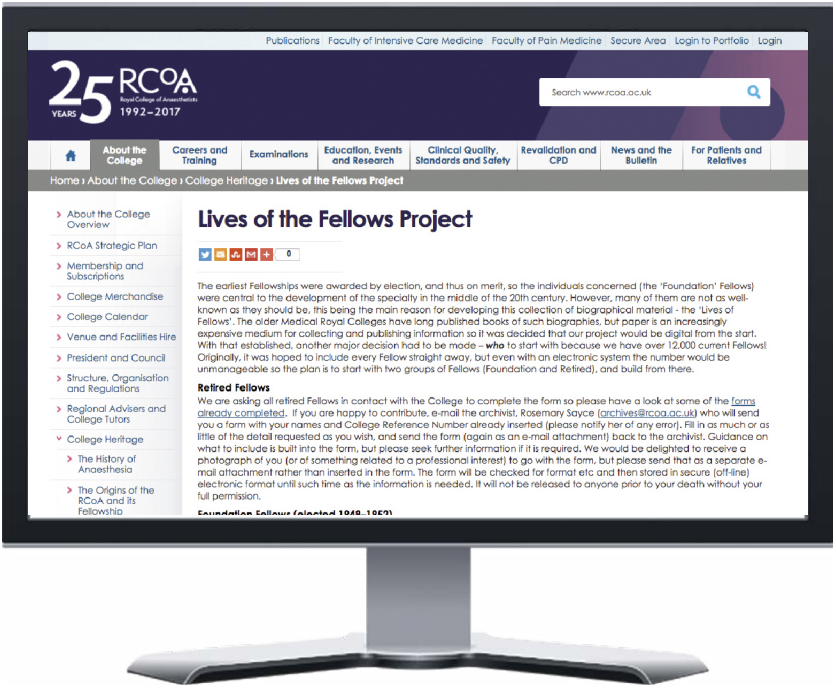 Publications Faculty of Intensive Care Medicine Faculty of Pain Medicine Secure Area Login to Portfolio Login
25 YEARS
RCOA
Royal College of Anaesthetists
1992–2017
Search www.rcoa.ac.uk
About the College
Careers and Training
Examinations
Education, Events and Research
Clinical Quality, Standards and Safety
Revalidation and CPD
News and the Bulletin
For Patients and Relatives
Home › About the College › College Heritage › Lives of the Fellows Project
About the College
Overview
RCoA Strategic Plan
Membership and
Subscriptions
College Merchandise
College Calendar
Venue and Facilities Hire
President and Council
Structure, Organisation
and Regulations
Regional Advisers and
College Tutors
College Heritage
The History of
Anaesthesia
The Origins of the
RCoA and its
Fellowship
Lives of the Fellows Project
0
The earliest Fellowships were awarded by election, and thus on merit, so the individuals concerned (the 'Foundation' Fellows)
were central to the development of the specialty in the middle of the 20th century. However, many of them are not as well-
known as they should be, this being the main reason for developing this collection of biographical material - the 'Lives of
Fellows'. The older Medical Royal Colleges have long published books of such biographies, but paper is an increasingly
expensive medium for collecting and publishing information so it was decided that our project would be digital from the start.
With that established, another major decision had to be made – who to start with because we have over 12,000 current Fellows!
Originally, it was hoped to include every Fellow straight away, but even with an electronic system the number would be
unmanageable so the plan is to start with two groups of Fellows (Foundation and Retired), and build from there.
Retired Fellows
We are asking all retired Fellows in contact with the College to complete the form so please have a look at some of the forms
already completed. If you are happy to contribute, e-mail the archivist, Rosemary Sayce (archives@rcoa.ac.uk) who will send
you a form with your names and College Reference Number already inserted (please notify her of any error). Fill in as much or as
little of the detail requested as you wish, and send the form (again as an e-mail attachment) back to the archivist. Guidance on
what to include is built into the form, but please seek further information if it is required. We would be delighted to receive a
photograph of you (or of something related to a professional interest) to go with the form, but please send that as a separate e-
mail attachment rather than inserted in the form. The form will be checked for format etc and then stored in secure (off-line)
electronic format until such time as the information is needed. It will not be released to anyone prior to your death without your
full permission.
Foundation Fellows (elected 1948–1952)